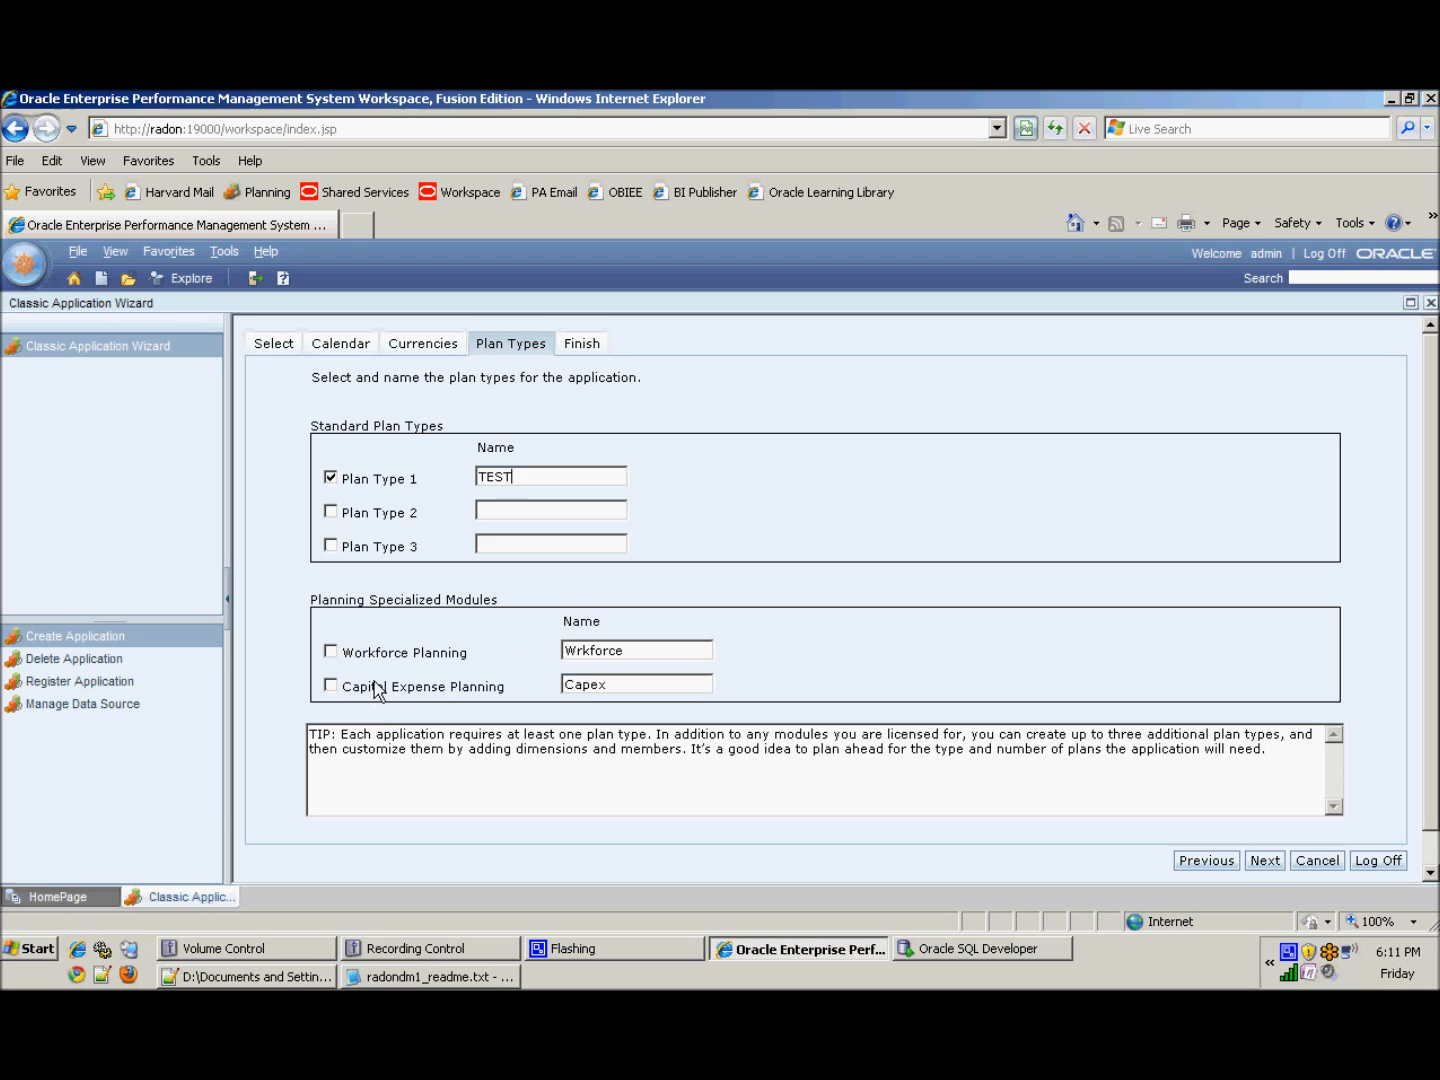 Oracle Enterprise Performance Management System Workspace, Fusion Edition - Windows Internet Explorer
http://radon:19000/workspace/index.jsp
Live Search
File Edit View Favorites Tools Help
Favorites Harvard Mail Planning Shared Services Workspace PA Email OBIEE BI Publisher Oracle Learning Library
Oracle Enterprise Performance Management System ... Page Safety Tools
File View Favorites Tools Help Welcome admin | Log Off ORACLE
Explore Search
Classic Application Wizard
Classic Application Wizard
Select Calendar Currencies Plan Types Finish
Select and name the plan types for the application.
Standard Plan Types
Name
Plan Type 1 TEST
Plan Type 2
Plan Type 3
Planning Specialized Modules
Name
Workforce Planning Wrkforce
Capital Expense Planning Capex
TIP: Each application requires at least one plan type. In addition to any modules you are licensed for, you can create up to three additional plan types, and
then customize them by adding dimensions and members. It's a good idea to plan ahead for the type and number of plans the application will need.
Create Application
Delete Application
Register Application
Manage Data Source
Previous Next Cancel Log Off
HomePage Classic Applic...
Internet 100%
Start Volume Control Recording Control Flashing Oracle Enterprise Perf... Oracle SQL Developer 6:11 PM
D:\Documents and Settin... radondm1_readme.txt - ... Friday